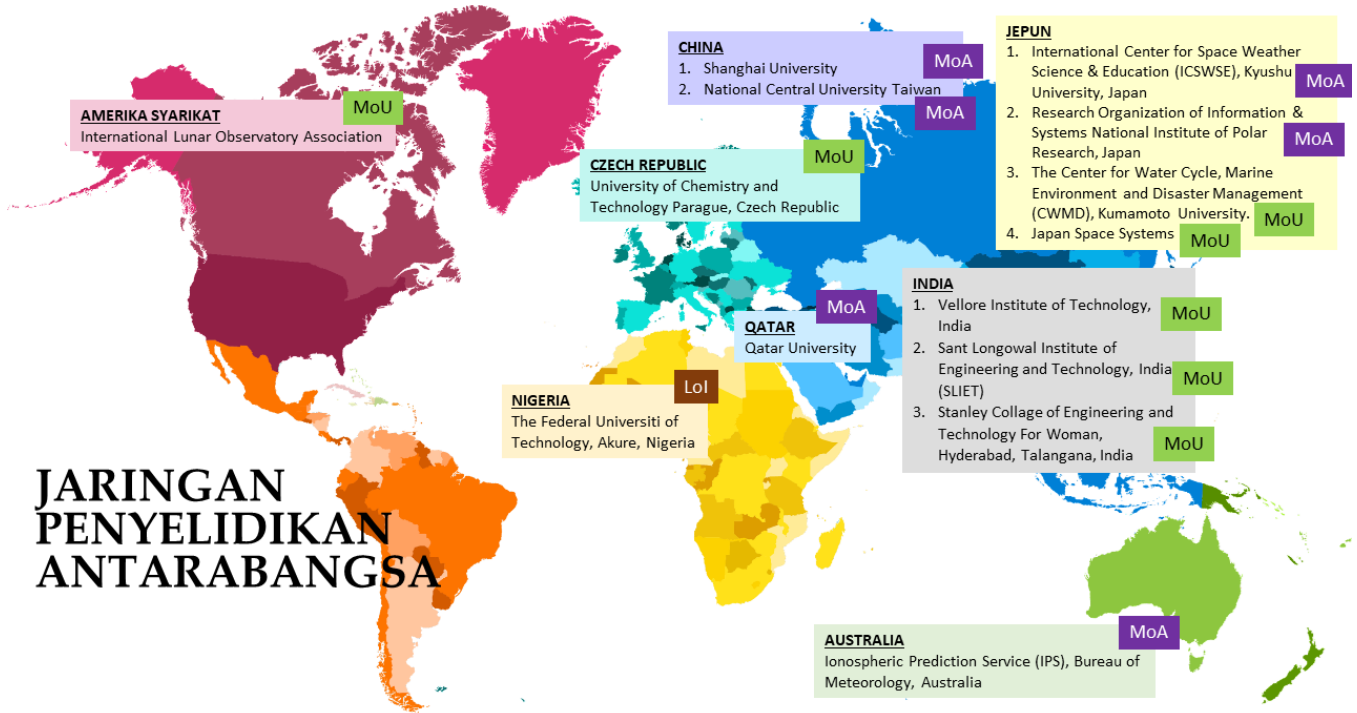 AMERIKA SYARIKAT
MoU
International Lunar Observatory Association
CHINA
1. Shanghai University
MoA
2. National Central University Taiwan
MoA
JEPUN
1. International Center for Space Weather
Science & Education (ICSWSE), Kyushu
University, Japan
MoA
2. Research Organization of Information &
Systems National Institute of Polar
Research, Japan
MoA
3. The Center for Water Cycle, Marine
Environment and Disaster Management
(CWMD), Kumamoto University.
MoU
4. Japan Space Systems
MoU
CZECH REPUBLIC
MoU
University of Chemistry and
Technology Parague, Czech Republic
QATAR
MoA
Qatar University
INDIA
1. Vellore Institute of Technology,
India
MoU
2. Sant Longowal Institute of
Engineering and Technology, India
(SLIET)
MoU
3. Stanley Collage of Engineering and
Technology For Woman,
Hyderabad, Talangana, India
MoU
NIGERIA
LoI
The Federal Universiti of
Technology, Akure, Nigeria
JARINGAN
PENYELIDIKAN
ANTARABANGSA
AUSTRALIA
MoA
Ionospheric Prediction Service (IPS), Bureau of
Meteorology, Australia